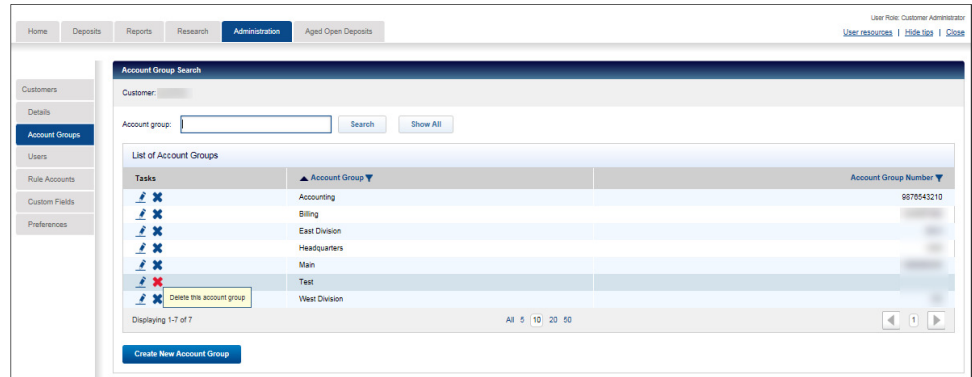 User Role: Customer Administrator
Home Deposits Reports Research Administration Aged Open Deposits
User resources | Hide tips | Close
Account Group Search
Customers
Customer:
Details
Account group: Search Show All
Account Groups
List of Account Groups
Users
Tasks Account Group Account Group Number
Rule Accounts
Accounting 9876543210
Custom Fields
Billing
Preferences
East Division
Headquarters
Main
Test
Delete this account group
West Division
Displaying 1-7 of 7 All 5 10 20 50 1
Create New Account Group